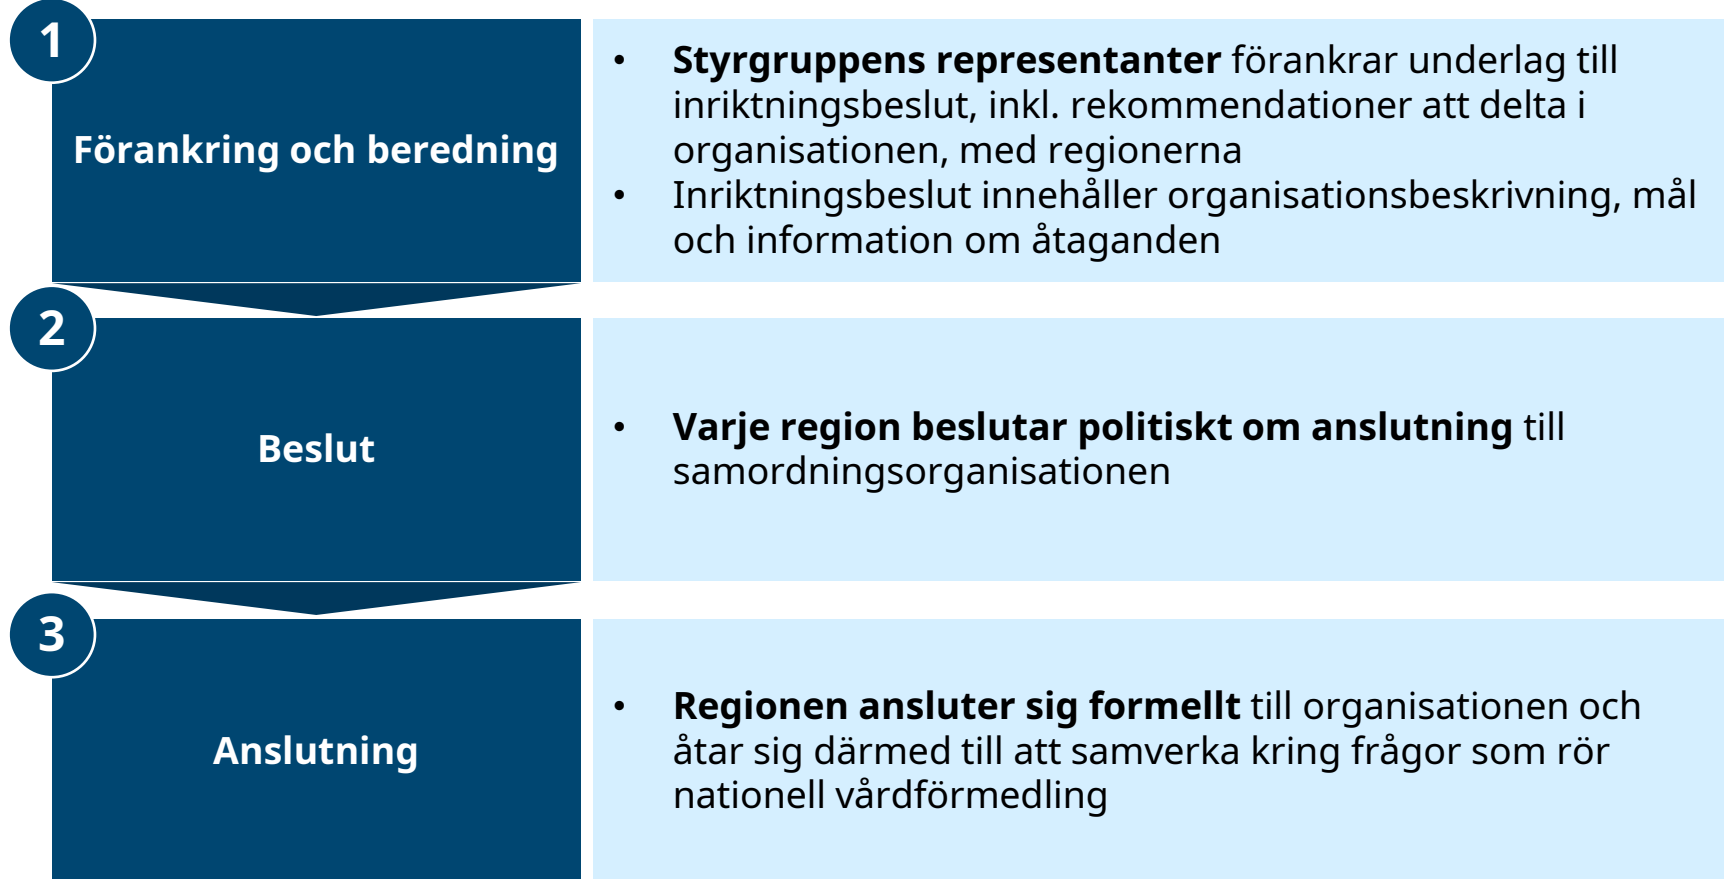 1
Förankring och beredning
• Styrgruppens representanter förankrar underlag till
inriktningsbeslut, inkl. rekommendationer att delta i
organisationen, med regionerna
• Inriktningsbeslut innehåller organisationsbeskrivning, mål
och information om åtaganden
2
Beslut
• Varje region beslutar politiskt om anslutning till
samordningsorganisationen
3
Anslutning
• Regionen ansluter sig formellt till organisationen och
åtar sig därmed till att samverka kring frågor som rör
nationell vårdförmedling